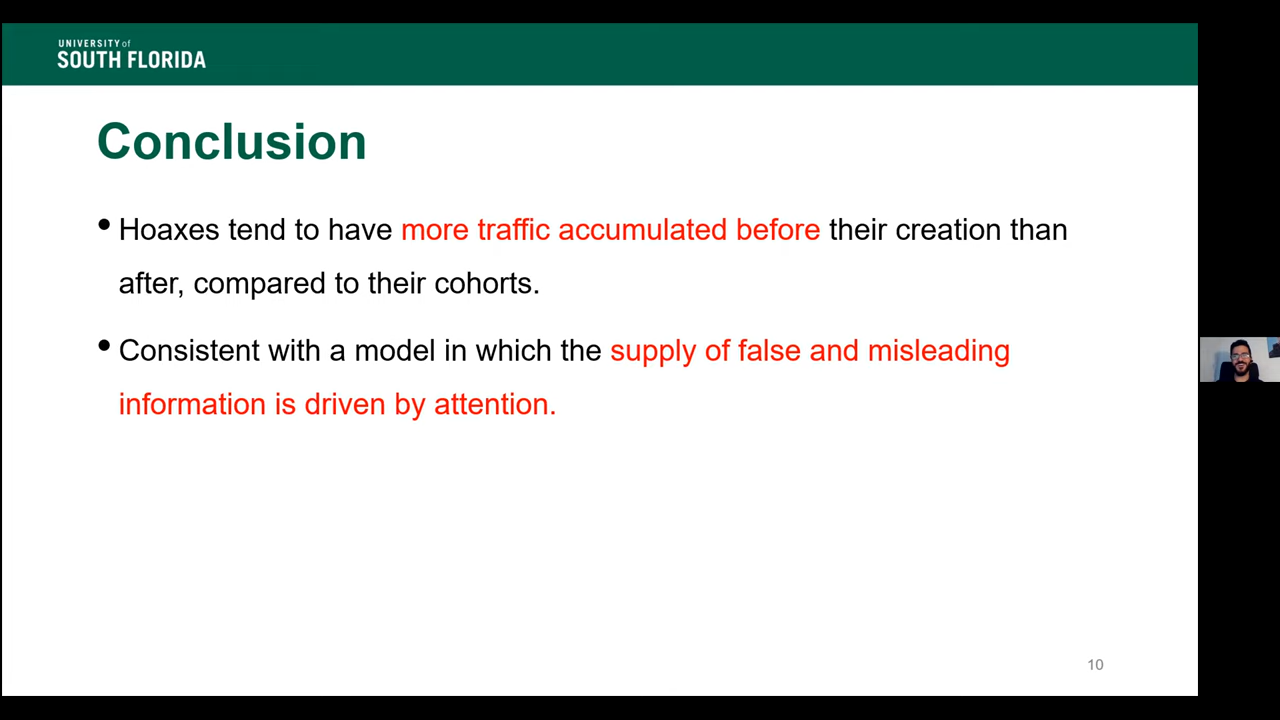 UNIVERSITY of
SOUTH FLORIDA
Conclusion
• Hoaxes tend to have more traffic accumulated before their creation than
after, compared to their cohorts.
• Consistent with a model in which the supply of false and misleading
information is driven by attention.
10